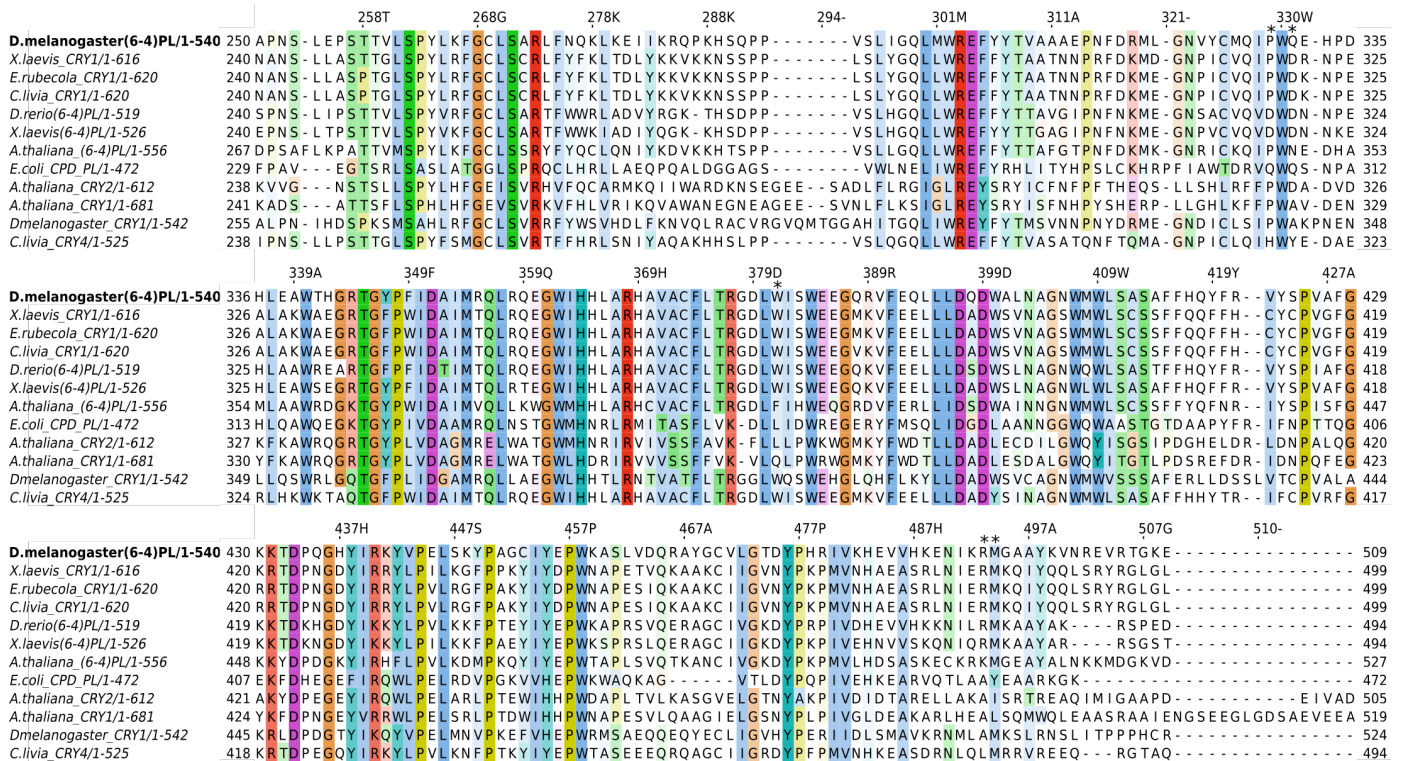 258T 268G 278K 288K 294- 301M 311A 321- 330W
* *
D.melanogaster(6-4)PL/1-540 250 APNS-LEPSTTVLSPYLKFGCLSARLFNQKLKEIIKRQPKHSQPP-------VSLIGQLMWREFYYTVAAAEPNFDRML-GNVYCMQIPWQE-HPD 335
X.laevis_CRY1/1-616 240 NANS-LLASTTGLSPYLRFGCLSCRLFYFKLTDLYKKVKKNSSPP-------LSLYGQLLWREFFYTAATNNPRFDKMD-GNPICVQIPWDR-NPE 325
E.rubecola_CRY1/1-620 240 NANS-LLASPTGLSPYLRFGCLSCRLFYFKLTDLYKKVKKNSSPP-------LSLYGQLLWREFFYTAATNNPRFDKME-GNPICVQIPWDK-NPE 325
C.livia_CRY1/1-620 240 NANS-LLASPTGLSPYLRFGCLSCRLFYFKLTDLYKKVKKNSSPP-------LSLYGQLLWREFFYTAATNNPRFDKME-GNPICVQIPWDK-NPE 325
D.rerio(6-4)PL/1-519 240 SPNS-LIPSTTVLSPYLKFGCLSARTFWWRLADVYRGK-THSDPP-------VSLHGQLLWREFFYTAGVGIPNFNKME-GNSACVQVDWDN-NPE 324
X.laevis(6-4)PL/1-526 240 EPNS-LSPSTTVLSPYLKFGCLSARTFWWKIADIYQGK-KHSDPP-------VSLHGQLLWREFYYTTGAGIPNFNKME-GNPVCVQVDWDN-NKE 324
A.thaliana_(6-4)PL/1-556 267 DPSAFLKPATTVMSPYLKFGCLSSRYFYQCLQNIYKDVKKHTSPP-------VSLLGQLLWREFFYTTAFGTPNFDKMK-GNRICKQIPWNE-DHA 353
E.coli_CPD_PL/1-472 229 FPAV----GTSRLSASLATGGLSPRQCLHRLLAEQPQALDGGAGS-------VWLNELIWREFYRHLITYHPSLCKHRPFIAWTDRVQWQS-NPA 312
A.thaliana_CRY2/1-612 238 KVVG---NSTSLLSPYLHFGEISVRHVFQCARMKQIIWARDKNSEGEE--SADLFLRGIGLREYSRYICFNFPFTHEQS-LLSHLRFFPWDA-DVD 326
A.thaliana_CRY1/1-681 241 KADS---ATTSFLSPHLHFGEVSVRKVFHLVRIKQVAWANEGNEAGEE--SVNLFLKSIGLREYSRYISFNHPYSHERP-LLGHLKFFPWAV-DEN 329
Dmelanogaster_CRY1/1-542 255 ALPN-IHDSPKSMSAHLRFGCLSVRRFYWSVHDLFKNVQLRACVRGVQMTGGAHITGQLIWREYFYTMSVNNPNYDRME-GNDICLSIPWAKPNEN 348
C.livia_CRY4/1-525 238 IPNS-LLPSTTGLSPYFSMGCLSVRTFFHRLSNIYAQAKHHSLPP-------VSLQGQLLWREFFYTVASATQNFTQMA-GNPICLQIHWYE-DAE 323
339A 349F 359Q 369H 379D 389R 399D 409W 419Y 427A
*
D.melanogaster(6-4)PL/1-540 336 HLEAWTHGRTGYPFIDAIMRQLRQEGWIHHLARHAVACFLTRGDLWISWEEGQRVFEQLLLDQDWALNAGNWMWLSASAFFHQYFR--VYSPVAFG 429
X.laevis_CRY1/1-616 326 ALAKWAEGRTGFPWIDAIMTQLRQEGWIHHLARHAVACFLTRGDLWISWEEGMKVFEELLLDADWSVNAGSWMWLSCSSFFQQFFH--CYCPVGFG 419
E.rubecola_CRY1/1-620 326 ALAKWAEGRTGFPWIDAIMTQLRQEGWIHHLARHAVACFLTRGDLWISWEEGMKVFEELLLDADWSVNAGSWMWLSCSSFFQQFFH--CYCPVGFG 419
C.livia_CRY1/1-620 326 ALAKWAEGRTGFPWIDAIMTQLRQEGWIHHLARHAVACFLTRGDLWISWEEGMKVFEELLLDADWSVNAGSWMWLSCSSFFQQFFH--CYCPVGFG 419
D.rerio(6-4)PL/1-519 325 HLAAWREARTGFPFIDTIMTQLRQEGWIHHLARHAVACFLTRGDLWISWEEGQKVFEELLLDSDWSLNAGNWQWLSASTFFHQYFR--VYSPIAFG 418
X.laevis(6-4)PL/1-526 325 HLEAWSEGRTGYPFIDAIMTQLRTEGWIHHLARHAVACFLTRGDLWISWEEGQKVFEELLLDADWSLNAGNWLWLSASAFFHQFFR--VYSPVAFG 418
A.thaliana_(6-4)PL/1-556 354 MLAAWRDGKTGYPWIDAIMVQLLKWGWMHHLARHCVACFLTRGDLFIHWEQGRDVFERLLIDSDWAINNGNWMWLSCSSFFYQFNR--IYSPISFG 447
E.coli_CPD_PL/1-472 313 HLQAWQEGKTGYPIVDAAMRQLNSTGWMHNRLRMITASFLVK-DLLIDWREGERYFMSQLIDGDLAANNGGWQWAASTGTDAAPYFR-IFNPTTQG 406
A.thaliana_CRY2/1-612 327 KFKAWRQGRTGYPLVDAGMRELWATGWMHNRIRVIVSSFAVK-FLLLPWKWGMKYFWDTLLDADLECDILGWQYISGSIPDGHELDR-LDNPALQG 420
A.thaliana_CRY1/1-681 330 YFKAWRQGRTGYPLVDAGMRELWATGWLHDRIRVVVSSFFVK-VLQLPWRWGMKYFWDTLLDADLESDALGWQYITGTLPDSREFDR-IDNPQFEG 423
Dmelanogaster_CRY1/1-542 349 LLQSWRLGQTGYPLIDGAMRQLLAEGWLHHTLRNTVATFLTRGGLWQSWEHGLQHFLKYLLDADWSVCAGNWMWVSSSAFERLLDSSLVTCPVALA 444
C.livia_CRY4/1-525 324 RLHKWKTAQTGFPWIDAIMTQLRQEGWIHHLARHAVACFLTRGDLWISWEEGMKVFEELLLDADYSINAGNWMWLSASAFFHHYTR--IFCPVRFG 417
437H 447S 457P 467A 477P 487H 497A 507G 510-
**
D.melanogaster(6-4)PL/1-540 430 KKTDPQGHYIRKYVPELSKYPAGCIYEPWKASLVDQRAYGCVLGTDYPHRIVKHEVVHKENIKRMGAAYKVNREVRTGKE---------------- 509
X.laevis_CRY1/1-616 420 RRTDPNGDYIRRYLPILKGFPPKYIYDPWNAPETVQKAAKCIIGVNYPKPMVNHAEASRLNIERMKQIYQQLSRYRGLGL---------------- 499
E.rubecola_CRY1/1-620 420 RRTDPNGDYIRRYLPVLRGFPAKYIYDPWNAPESIQKAAKCIIGVNYPKPMVNHAEASRLNIERMKQIYQQLSRYRGLGL---------------- 499
C.livia_CRY1/1-620 420 RRTDPNGDYIRRYLPVLRGFPAKYIYDPWNAPESIQKAAKCIIGVNYPKPMVNHAEASRLNIERMKQIYQQLSRYRGLGL---------------- 499
D.rerio(6-4)PL/1-519 419 KKTDKHGDYIKKYLPVLKKFPTEYIYEPWKAPRSVQERAGCIVGKDYPRPIVDHEVVHKKNILRMKAAYAK----RSPED---------------- 494
X.laevis(6-4)PL/1-526 419 KKTDKNGDYIKKYLPILKKFPAEYIYEPWKSPRSLQERAGCIIGKDYPKPIVEHNVVSKQNIQRMKAAYAR----RSGST---------------- 494
A.thaliana_(6-4)PL/1-556 448 KKYDPDGKYIRHFLPVLKDMPKQYIYEPWTAPLSVQTKANCIVGKDYPKPMVLHDSASKECKRKMGEAYALNKKMDGKVD---------------- 527
E.coli_CPD_PL/1-472 407 EKFDHEGEFIRQWLPELRDVPGKVVHEPWKWAQKAG-----VTLDYPQPIVEHKEARVQTLAAYEAARKGK------------------------- 471
A.thaliana_CRY2/1-612 421 AKYDPEGEYIRQWLPELARLPTEWIHHPWDAPLTVLKASGVELGTNYAKPIVDIDTARELLAKAISRTREAQIMIGAAPD-----------EIVAD 505
A.thaliana_CRY1/1-681 424 YKFDPNGEYVRRWLPELSRLPTDWIHHPWNAPESVLQAAGIELGSNYPLPIVGLDEAKARLHEALSQMWQLEAASRAAIENGSEEGLGDSAEVEEA 519
Dmelanogaster_CRY1/1-542 445 KRLDPDGTYIKQYVPELMNVPKEFVHEPWRMSAEQQEQYECLIGVHYPERIIDLSMAVKRNMLAMKSLRNSLITPPPHCR---------------- 524
C.livia_CRY4/1-525 418 KRTDPEGQYIRKYLPVLKNFPTKYIYEPWTASEEEQRQAGCIIGRDYPFPMVNHKEASDRNLQLMRRVREEQ----RGTAQ--------------- 494